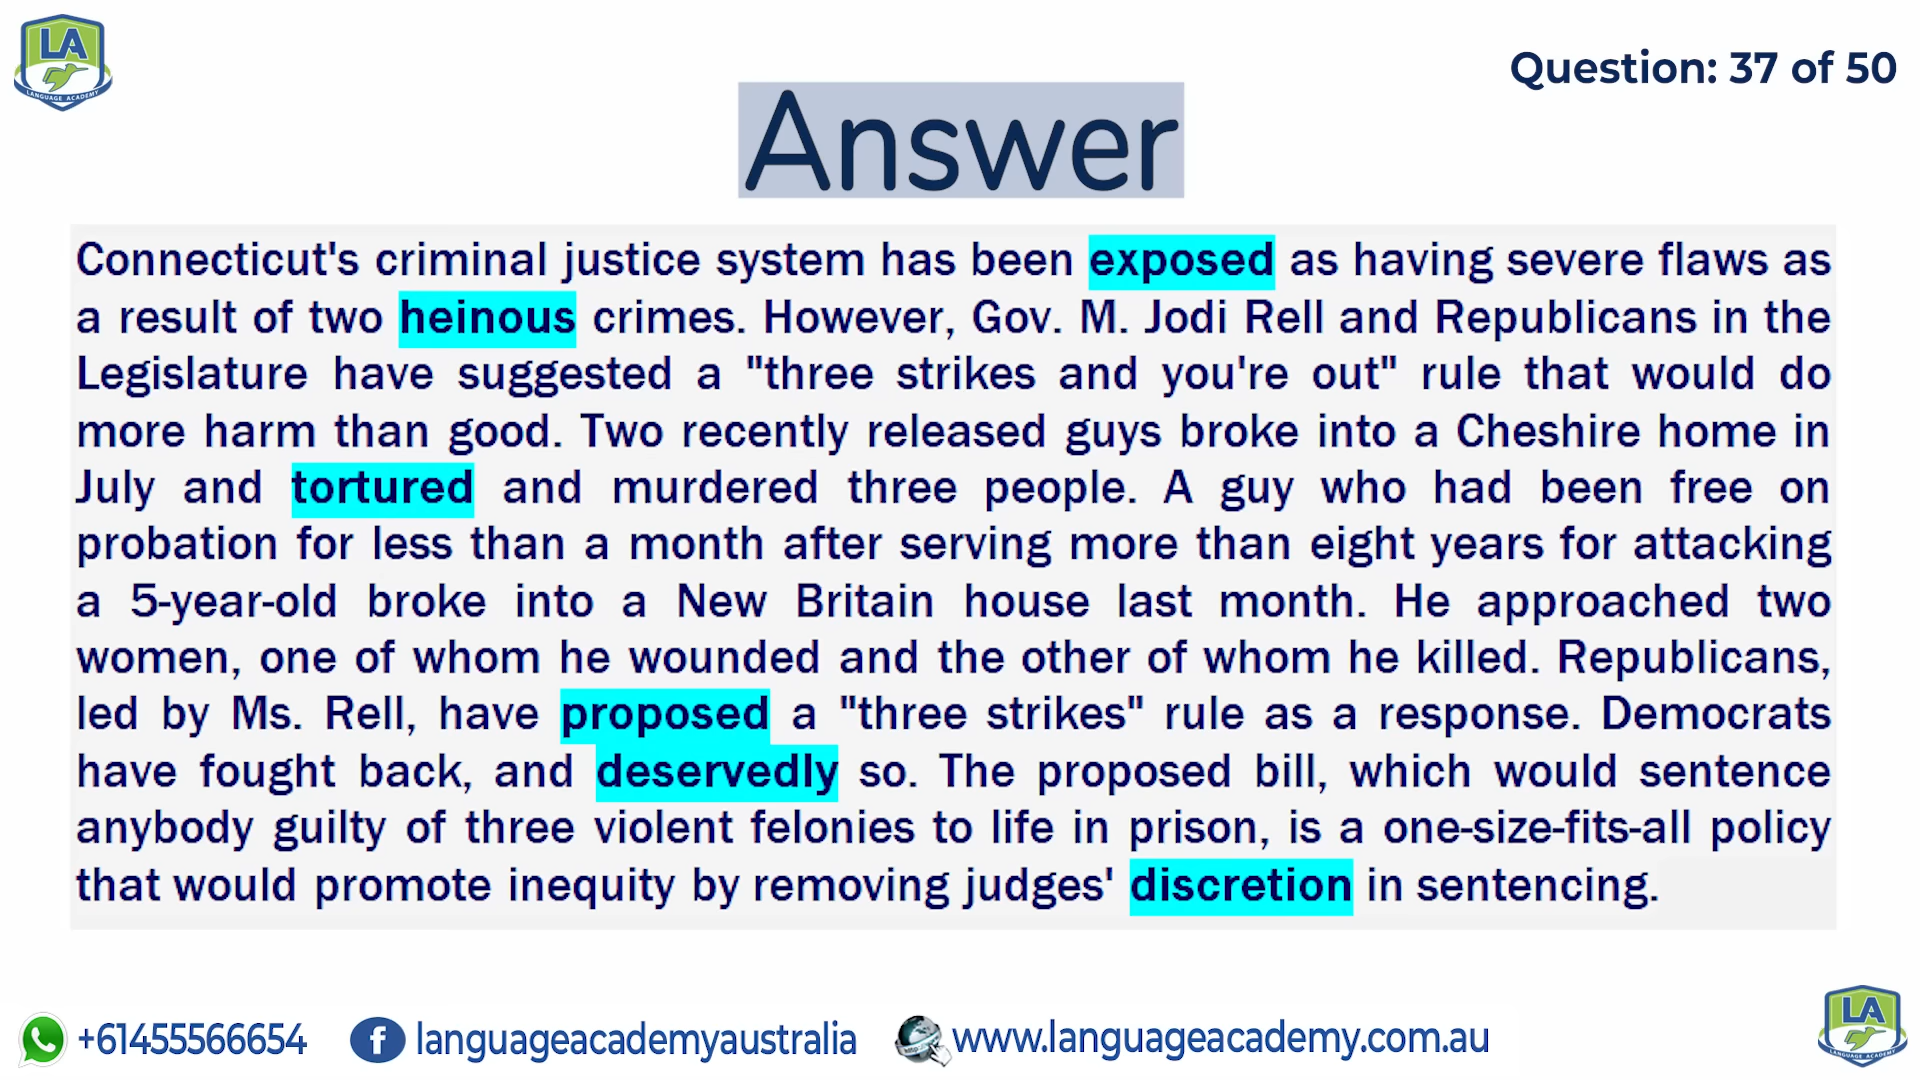 LA
LANGUAGE ACADEMY
Question: 37 of 50
Answer
Connecticut's criminal justice system has been exposed as having severe flaws as
a result of two heinous crimes. However, Gov. M. Jodi Rell and Republicans in the
Legislature have suggested a "three strikes and you're out" rule that would do
more harm than good. Two recently released guys broke into a Cheshire home in
July and tortured and murdered three people. A guy who had been free on
probation for less than a month after serving more than eight years for attacking
a 5-year-old broke into a New Britain house last month. He approached two
women, one of whom he wounded and the other of whom he killed. Republicans,
led by Ms. Rell, have proposed a "three strikes" rule as a response. Democrats
have fought back, and deservedly so. The proposed bill, which would sentence
anybody guilty of three violent felonies to life in prison, is a one-size-fits-all policy
that would promote inequity by removing judges' discretion in sentencing.
+61455566654
languageacademyaustralia
www.languageacademy.com.au
LA
LANGUAGE ACADEMY